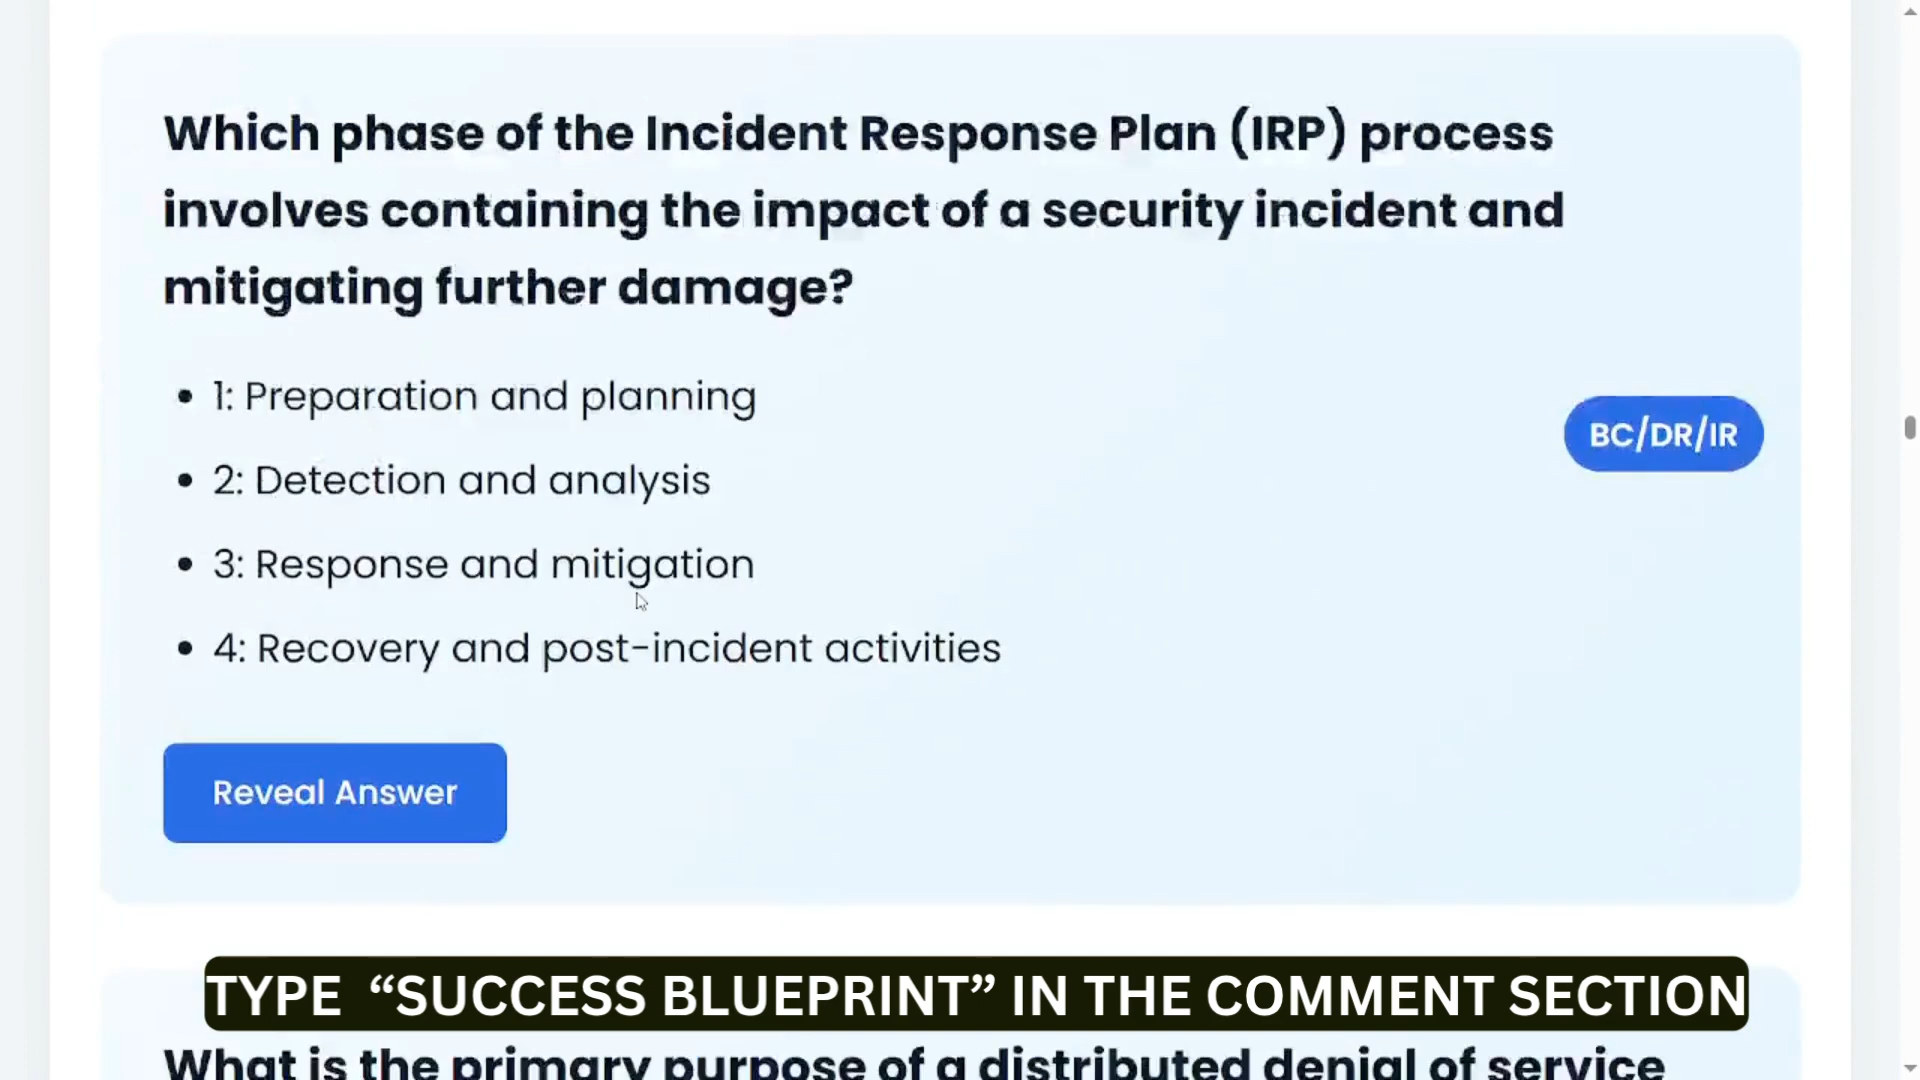 Which phase of the Incident Response Plan (IRP) process
involves containing the impact of a security incident and
mitigating further damage?
• 1: Preparation and planning
BC/DR/IR
• 2: Detection and analysis
• 3: Response and mitigation
• 4: Recovery and post-incident activities
Reveal Answer
TYPE “SUCCESS BLUEPRINT” IN THE COMMENT SECTION
What is the primary purpose of a distributed denial of service